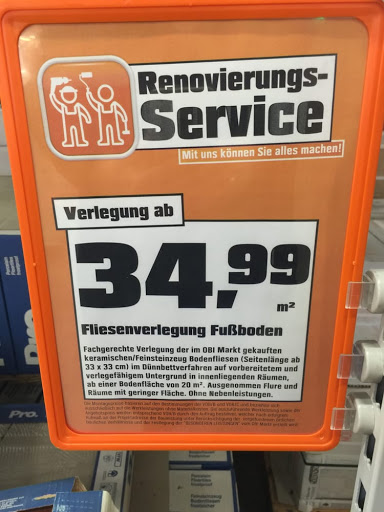 Renovierungs-
Service
Mit uns können Sie alles machen!
Verlegung ab
34,99
m²
Fliesenverlegung Fußboden
Fachgerechte Verlegung der im OBI Markt gekauften
keramischen/Feinsteinzeug Bodenfliesen (Seitenlänge ab
33 x 33 cm) im Dünnbettverfahren auf vorbereitetem und
verlegefähigem Untergrund in innenliegenden Räumen,
ab einer Bodenfläche von 20 m². Ausgenommen Flure und
Räume mit geringer Fläche. Ohne Nebenleistungen.
Pro.